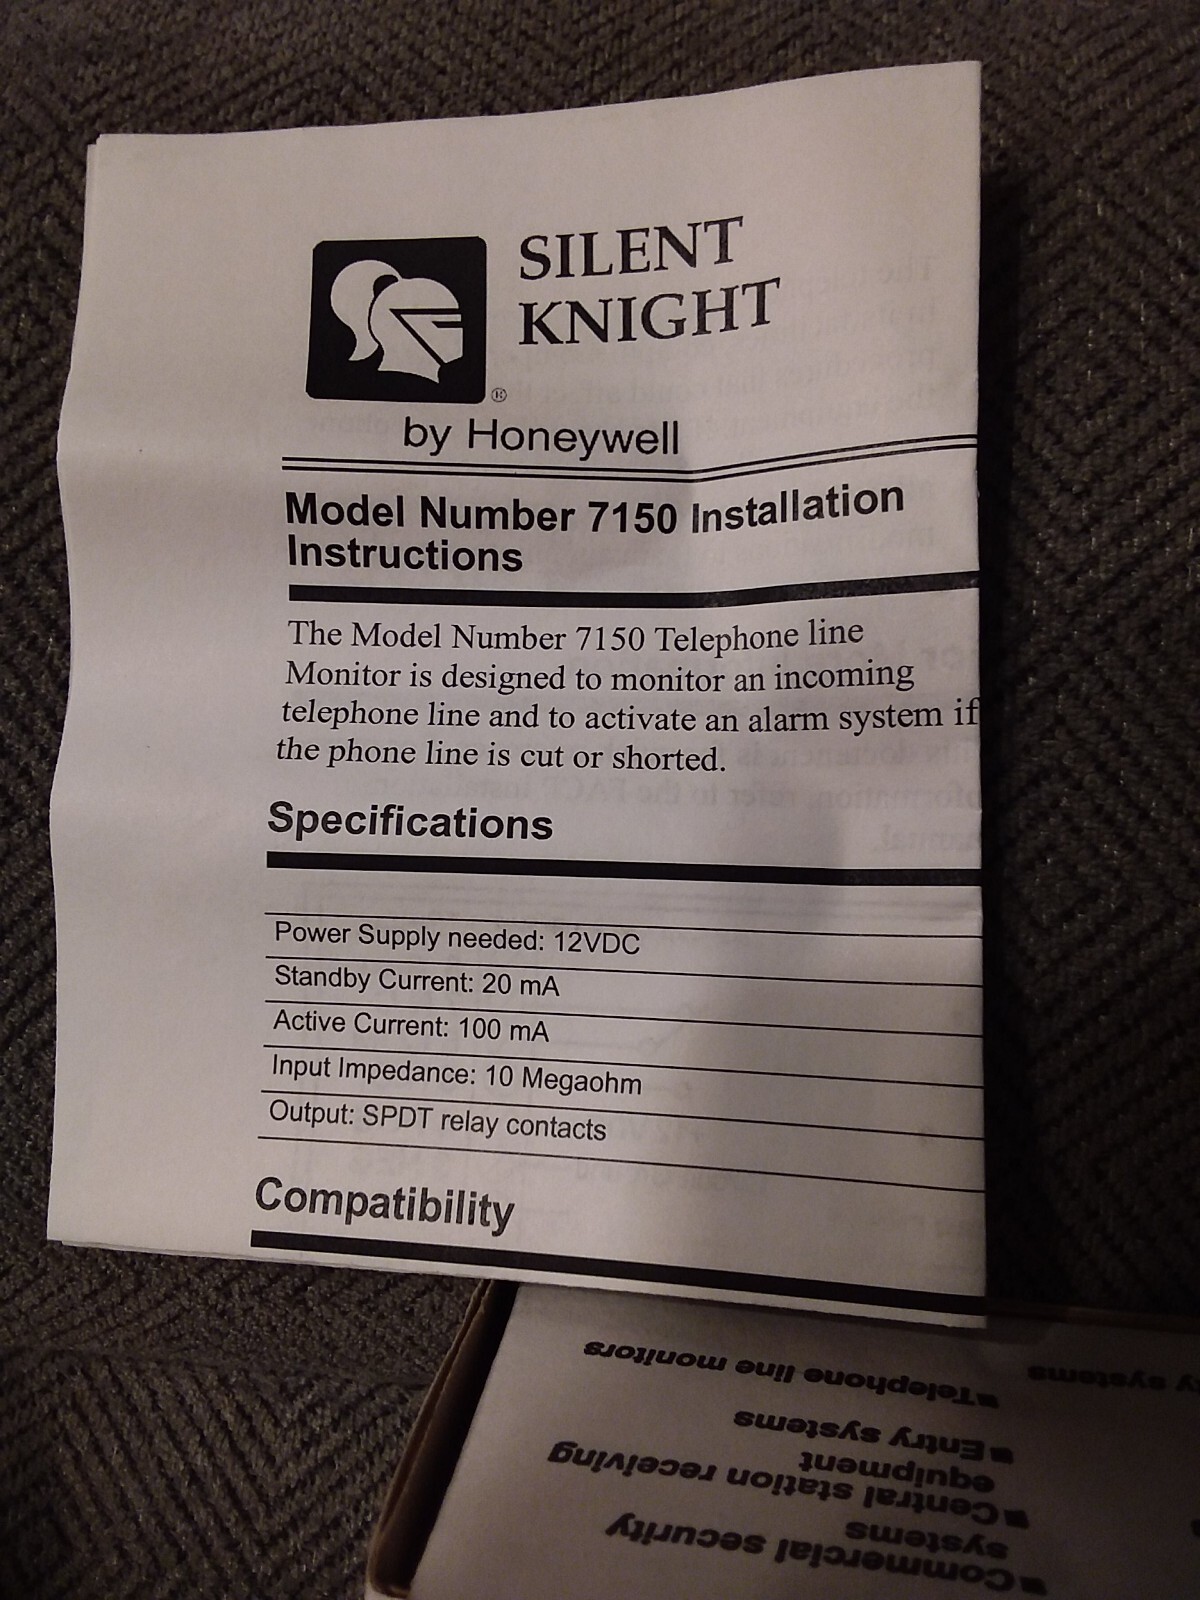 SILENT
KNIGHT
®
by Honeywell
Model Number 7150 Installation
Instructions
The Model Number 7150 Telephone line
Monitor is designed to monitor an incoming
telephone line and to activate an alarm system if
the phone line is cut or shorted.
Specifications
Power Supply needed: 12VDC
Standby Current: 20 mA
Active Current: 100 mA
Input Impedance: 10 Megaohm
Output: SPDT relay contacts
Compatibility
■Commercial security
systems
■Central station receiving
equipment
■Entry systems
■Telephone line monitors
systems